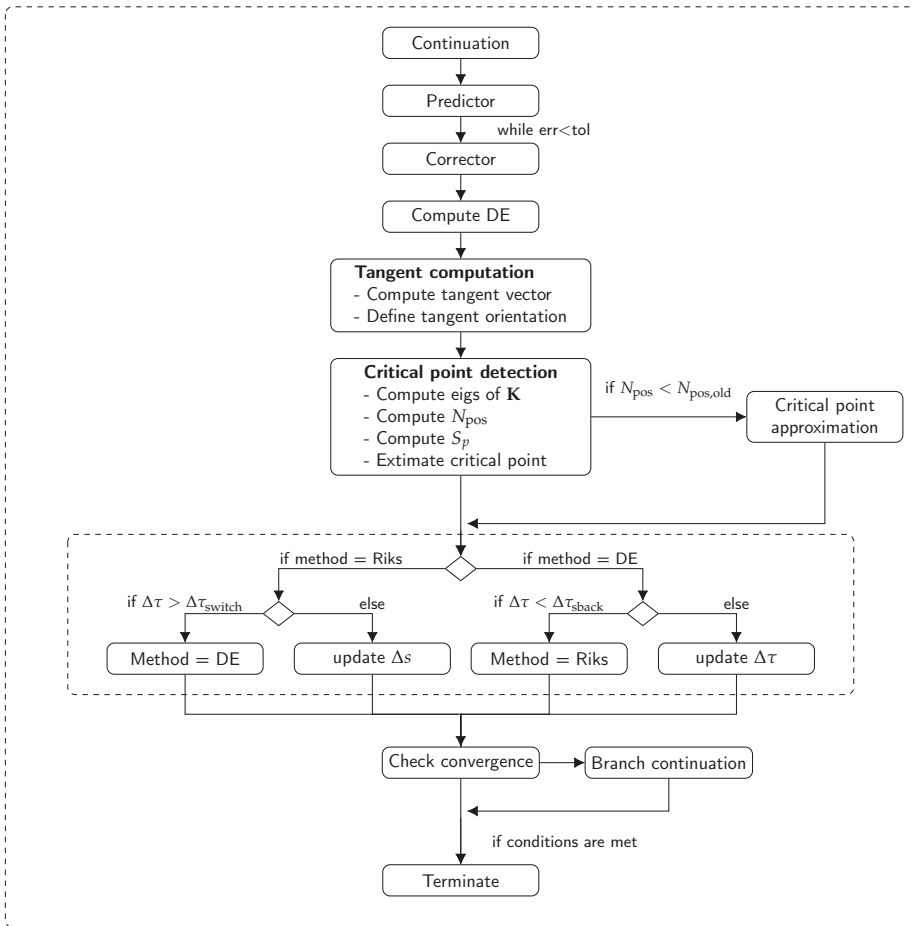 Continuation
Predictor
while err<tol
Corrector
Compute DE
Tangent computation
- Compute tangent vector
- Define tangent orientation
Critical point detection
- Compute eigs of K
- Compute N_pos
- Compute S_p
- Extimate critical point
if N_pos < N_pos,old
Critical point
approximation
if method = Riks
if method = DE
if Δτ > Δτ_switch
else
if Δτ < Δτ_sback
else
Method = DE
update Δs
Method = Riks
update Δτ
Check convergence
Branch continuation
if conditions are met
Terminate